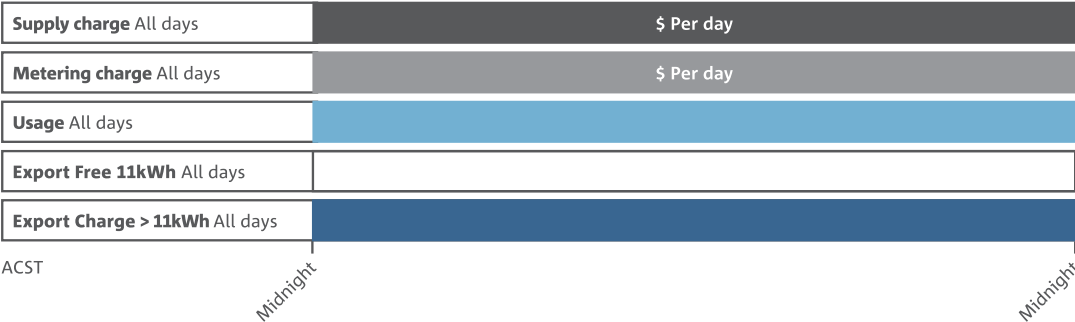 Supply charge All days
$ Per day
Metering charge All days
$ Per day
Usage All days
Export Free 11kWh All days
Export Charge > 11kWh All days
ACST
Midnight
Midnight